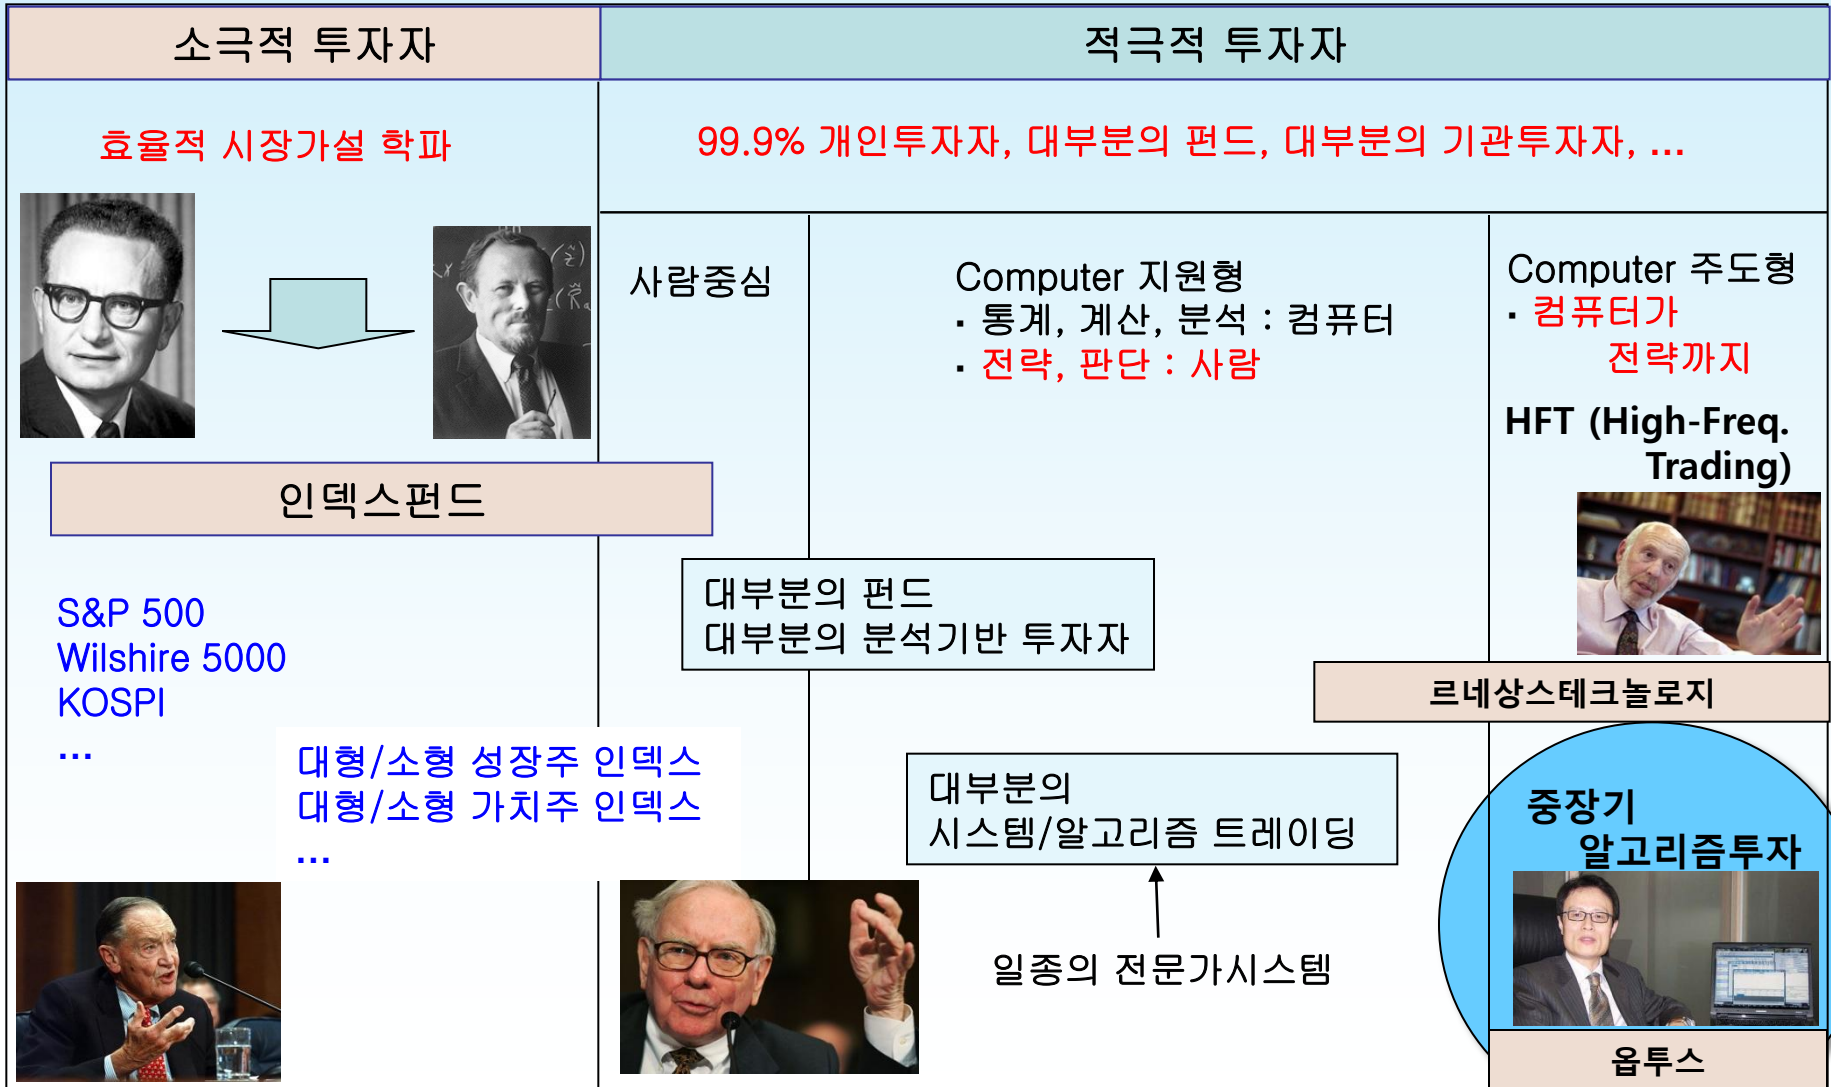 소극적 투자자
적극적 투자자
효율적 시장가설 학파
99.9% 개인투자자, 대부분의 펀드, 대부분의 기관투자자, ...
사람중심
Computer 지원형
▪ 통계, 계산, 분석 : 컴퓨터
▪ 전략, 판단 : 사람
Computer 주도형
▪ 컴퓨터가
전략까지
HFT (High-Freq.
Trading)
인덱스펀드
S&P 500
Wilshire 5000
KOSPI
...
대형/소형 성장주 인덱스
대형/소형 가치주 인덱스
...
대부분의 펀드
대부분의 분석기반 투자자
르네상스테크놀로지
대부분의
시스템/알고리즘 트레이딩
일종의 전문가시스템
중장기
알고리즘투자
옵투스